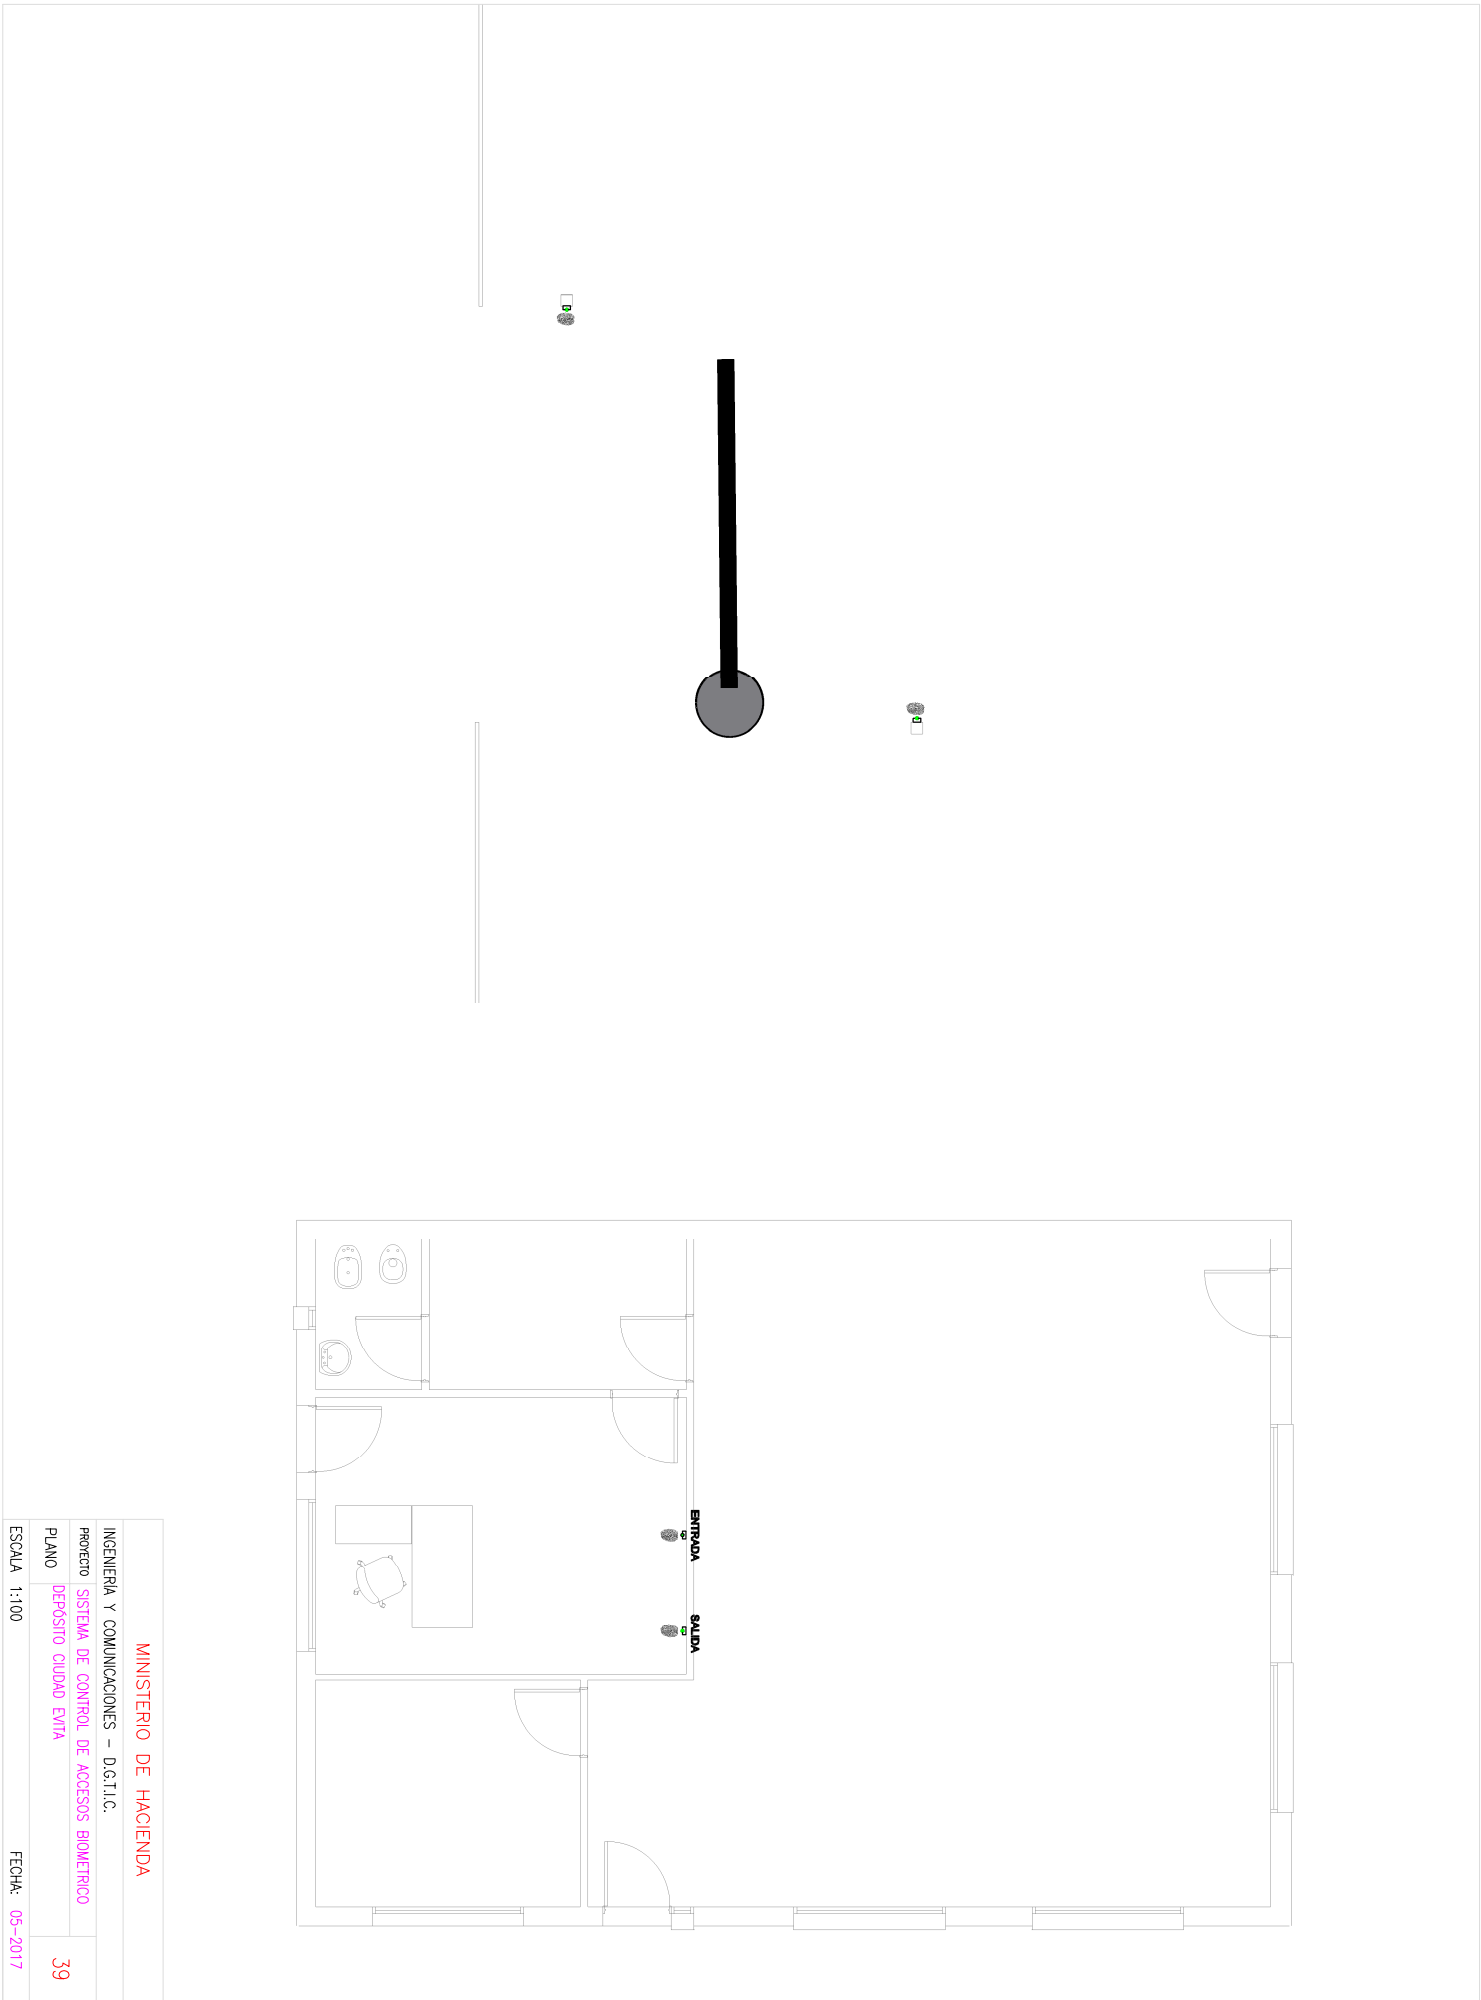 ENTRADA
SALIDA
MINISTERIO DE HACIENDA
INGENIERÍA Y COMUNICACIONES – D.G.T.I.C.
PROYECTO SISTEMA DE CONTROL DE ACCESOS BIOMETRICO
PLANO DEPÓSITO CIUDAD EVITA 39
ESCALA 1:100 FECHA: 05–2017